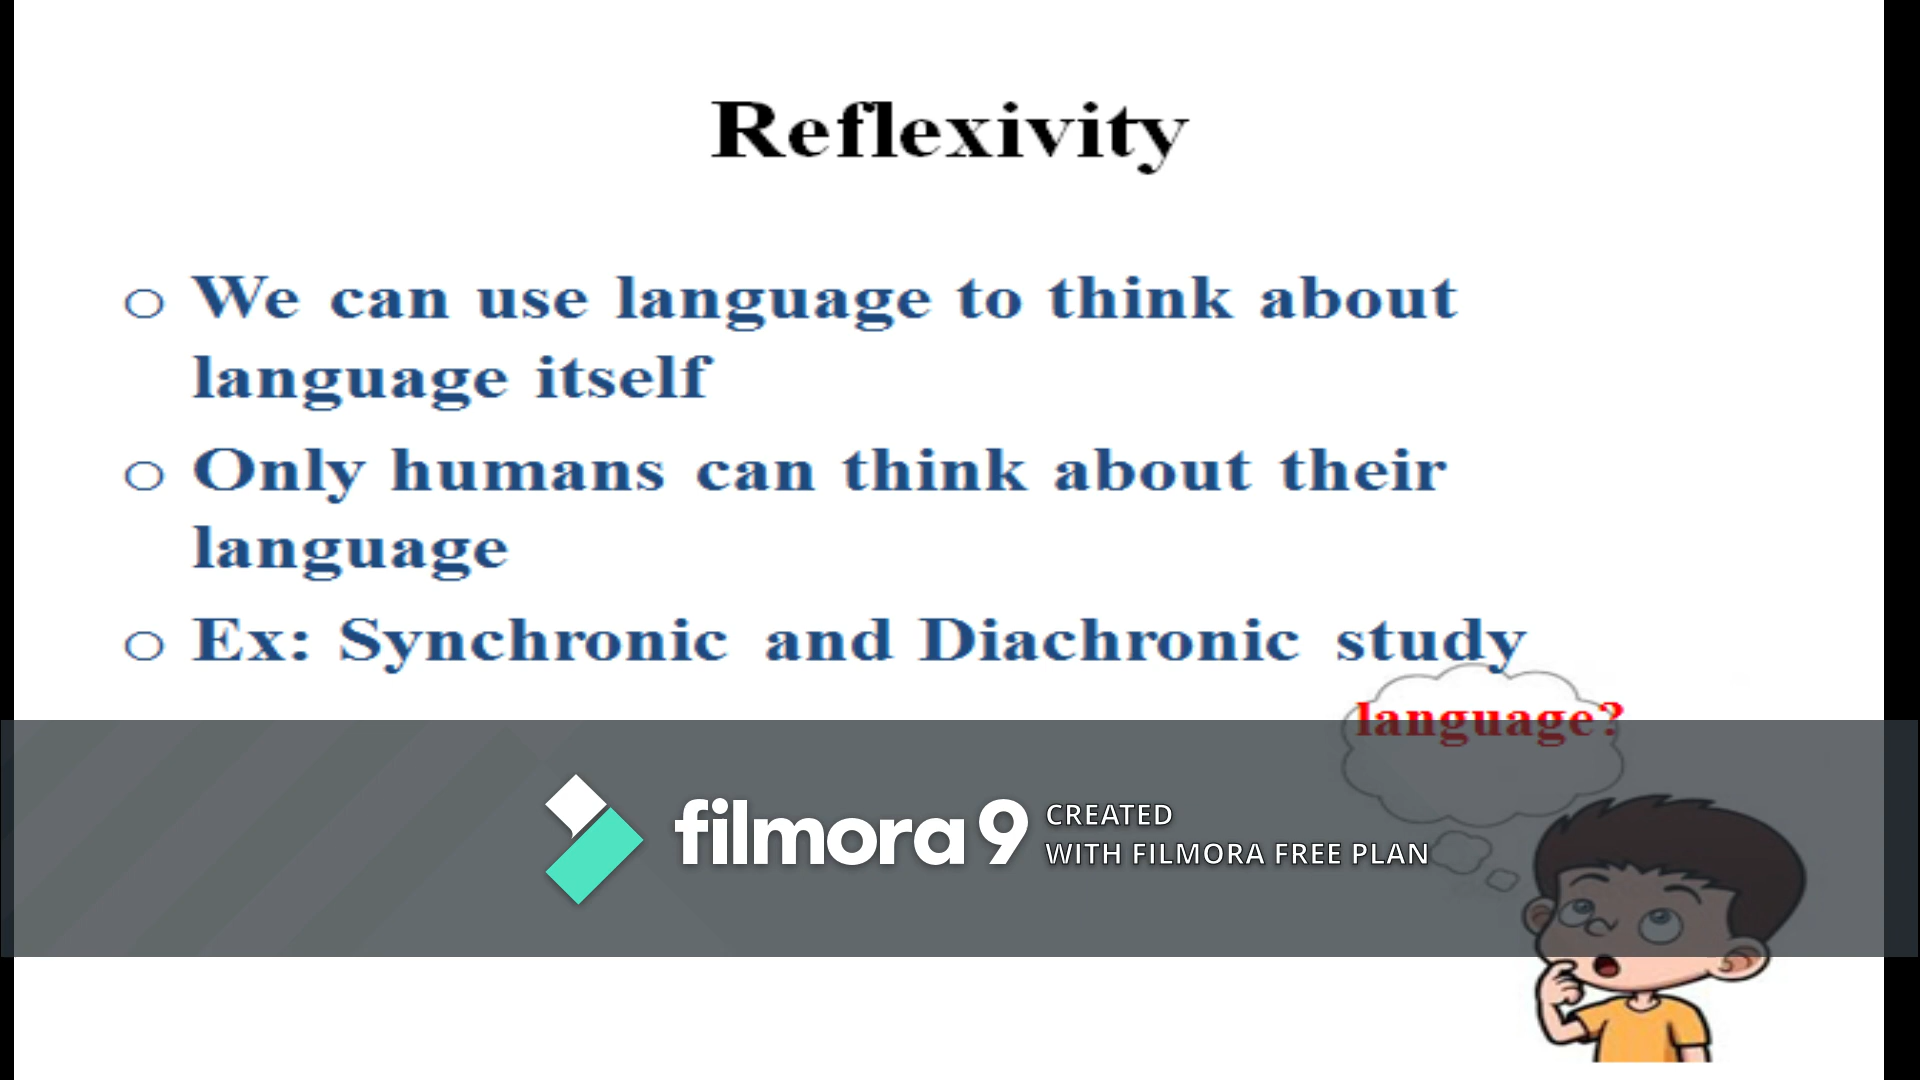 Reflexivity
o We can use language to think about
language itself
o Only humans can think about their
language
o Ex: Synchronic and Diachronic study
language?
filmora9 CREATED
WITH FILMORA FREE PLAN